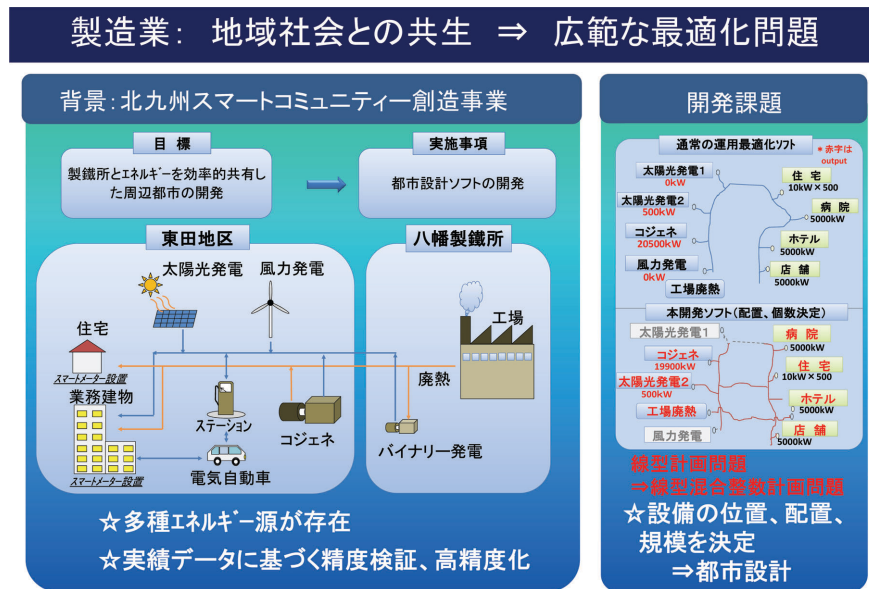 製造業： 地域社会との共生 ⇒ 広範な最適化問題
背景：北九州スマートコミュニティー創造事業
目 標
製鐵所とエネルギーを効率的共有し
た周辺都市の開発
実施事項
都市設計ソフトの開発
東田地区
太陽光発電
風力発電
住宅
スマートメーター設置
業務建物
スマートメーター設置
ステーション
電気自動車
コジェネ
八幡製鐵所
工場
廃熱
バイナリー発電
☆多種エネルギー源が存在
☆実績データに基づく精度検証、高精度化
開発課題
通常の運用最適化ソフト
* 赤字は
output
太陽光発電1
0kW
太陽光発電2
500kW
コジェネ
20500kW
風力発電
0kW
工場廃熱
住 宅
10kW×500
病 院
5000kW
ホテル
5000kW
店 舗
5000kW
本開発ソフト(配置、個数決定)
太陽光発電1
コジェネ
19900kW
太陽光発電2
500kW
工場廃熱
風力発電
病 院
5000kW
住 宅
10kW×500
ホテル
5000kW
店 舗
5000kW
線型計画問題
⇒線型混合整数計画問題
☆設備の位置、配置、
規模を決定
⇒都市設計